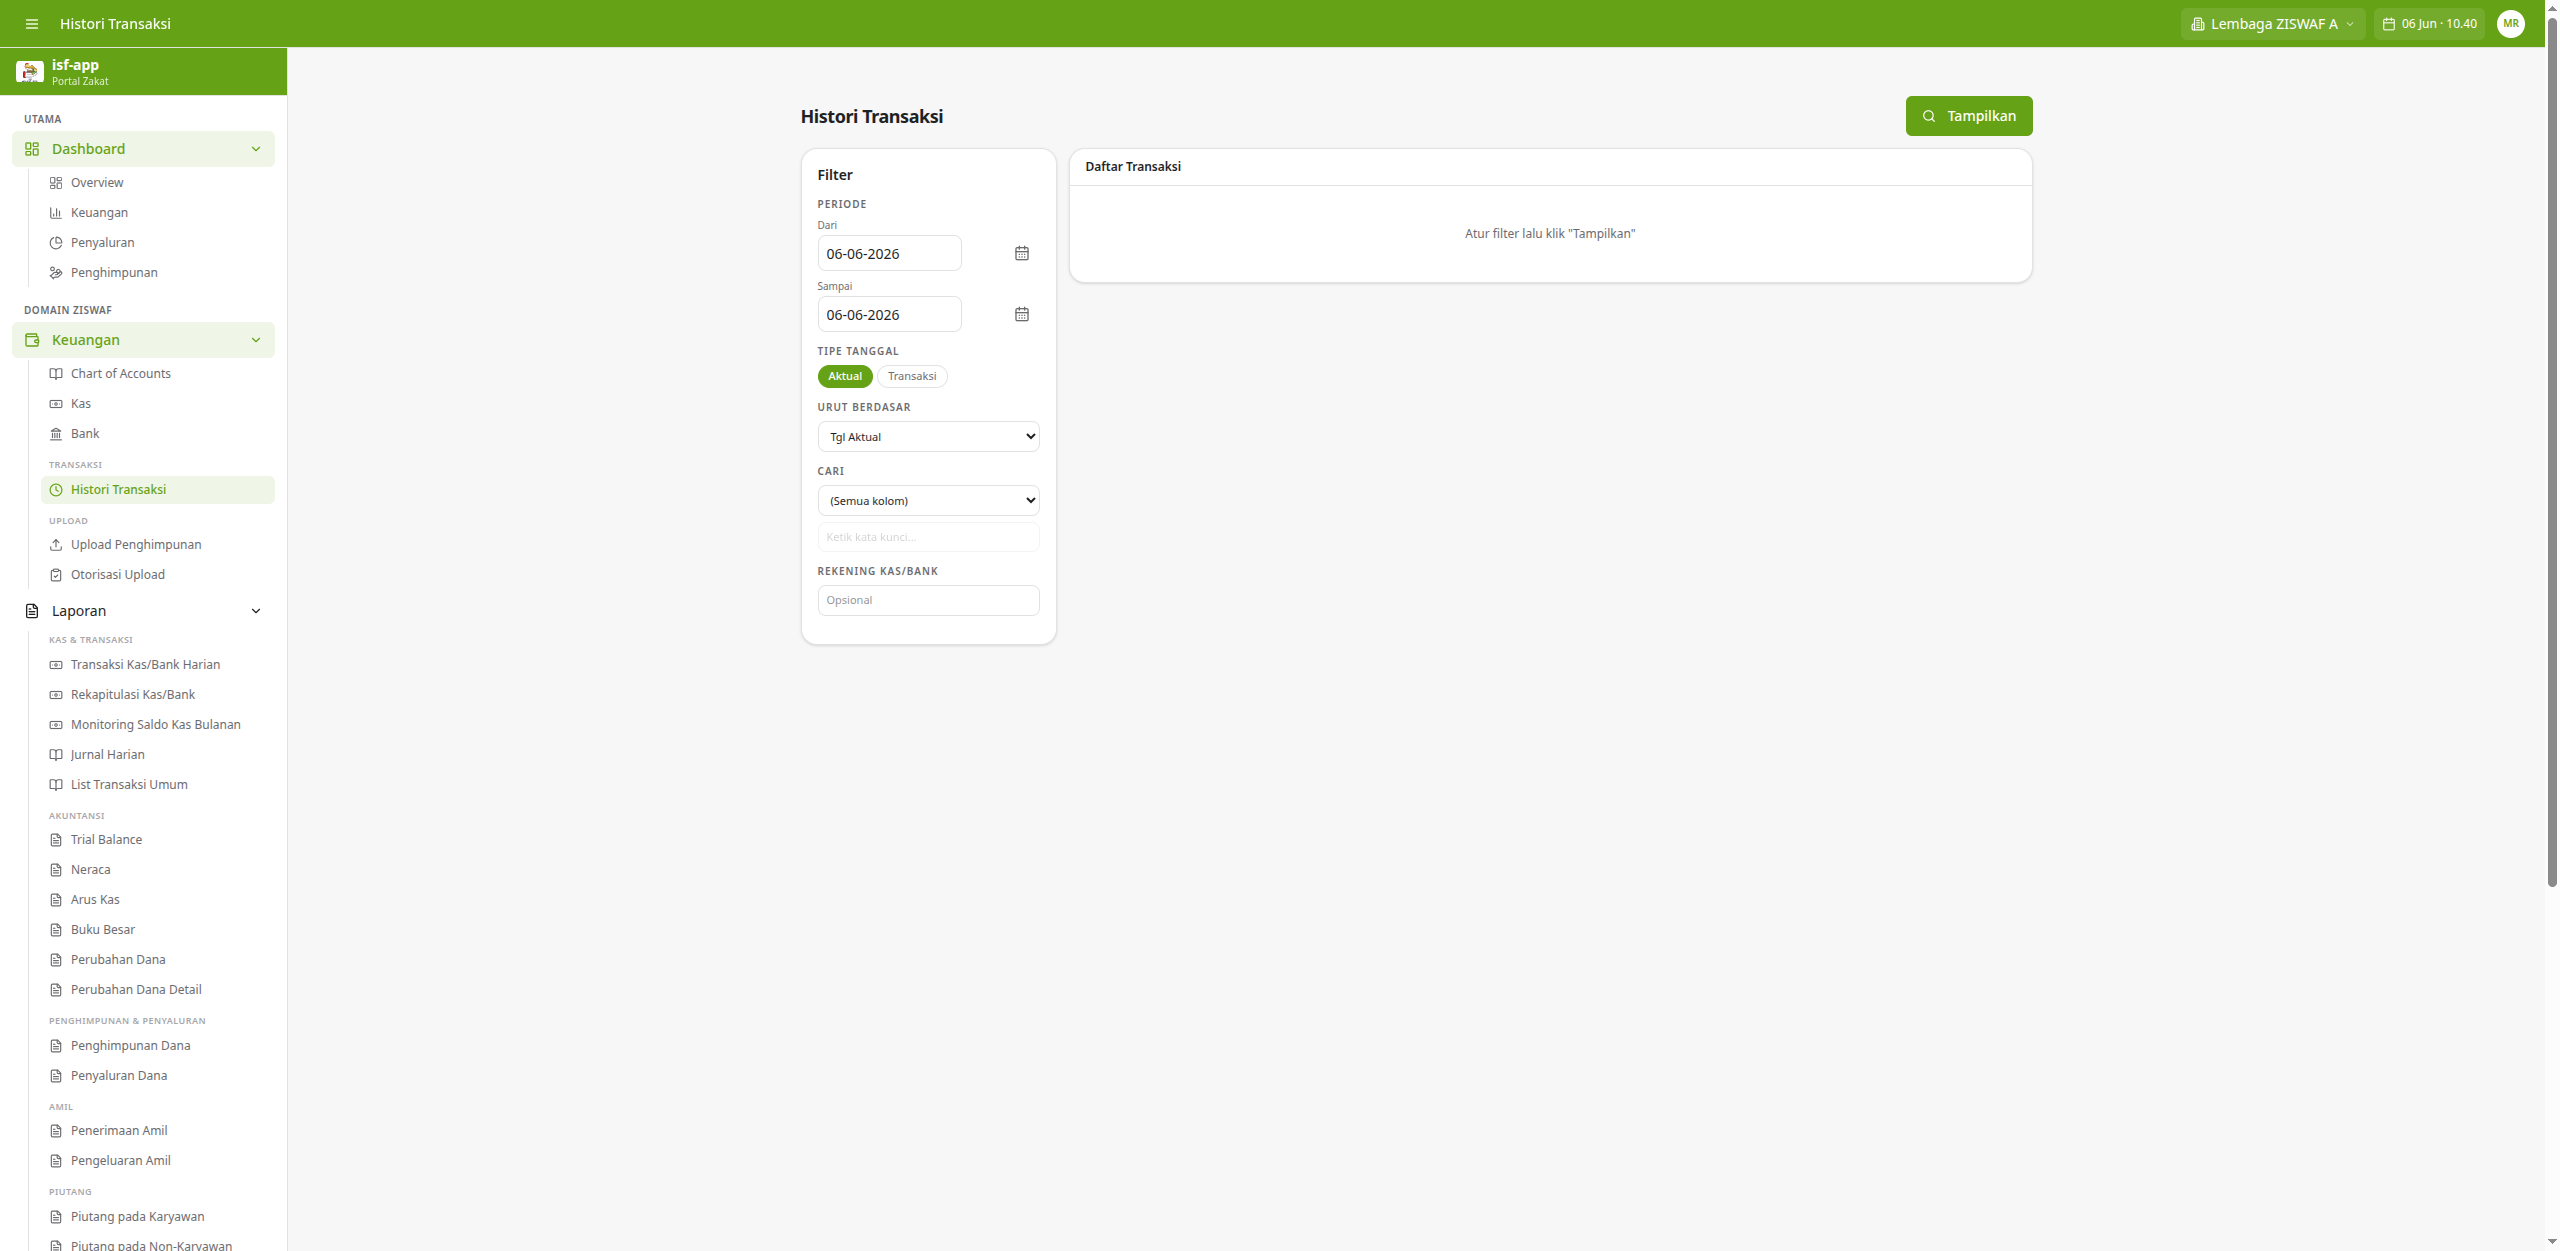 Histori Transaksi
Lembaga ZISWAF A
06 Jun · 10.40
MR
isf-app
Portal Zakat
UTAMA
Dashboard
Overview
Keuangan
Penyaluran
Penghimpunan
DOMAIN ZISWAF
Keuangan
Chart of Accounts
Kas
Bank
TRANSAKSI
Histori Transaksi
UPLOAD
Upload Penghimpunan
Otorisasi Upload
Laporan
KAS & TRANSAKSI
Transaksi Kas/Bank Harian
Rekapitulasi Kas/Bank
Monitoring Saldo Kas Bulanan
Jurnal Harian
List Transaksi Umum
AKUNTANSI
Trial Balance
Neraca
Arus Kas
Buku Besar
Perubahan Dana
Perubahan Dana Detail
PENGHIMPUNAN & PENYALURAN
Penghimpunan Dana
Penyaluran Dana
AMIL
Penerimaan Amil
Pengeluaran Amil
PIUTANG
Piutang pada Karyawan
Piutang pada Non-Karyawan
Histori Transaksi
Tampilkan
Filter
PERIODE
Dari
06-06-2026
Sampai
06-06-2026
TIPE TANGGAL
Aktual
Transaksi
URUT BERDASAR
Tgl Aktual
CARI
(Semua kolom)
Ketik kata kunci...
REKENING KAS/BANK
Opsional
Daftar Transaksi
Atur filter lalu klik "Tampilkan"